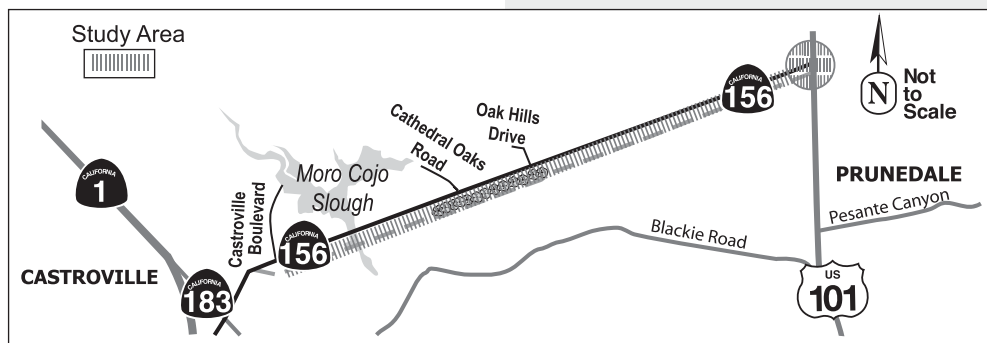 Study Area
CALIFORNIA
1
CASTROVILLE
CALIFORNIA
183
Castroville
Boulevard
Moro Cojo
Slough
CALIFORNIA
156
Cathedral Oaks
Road
Oak Hills
Drive
CALIFORNIA
156
N
Not
to
Scale
PRUNEDALE
Pesante Canyon
Blackie Road
US
101